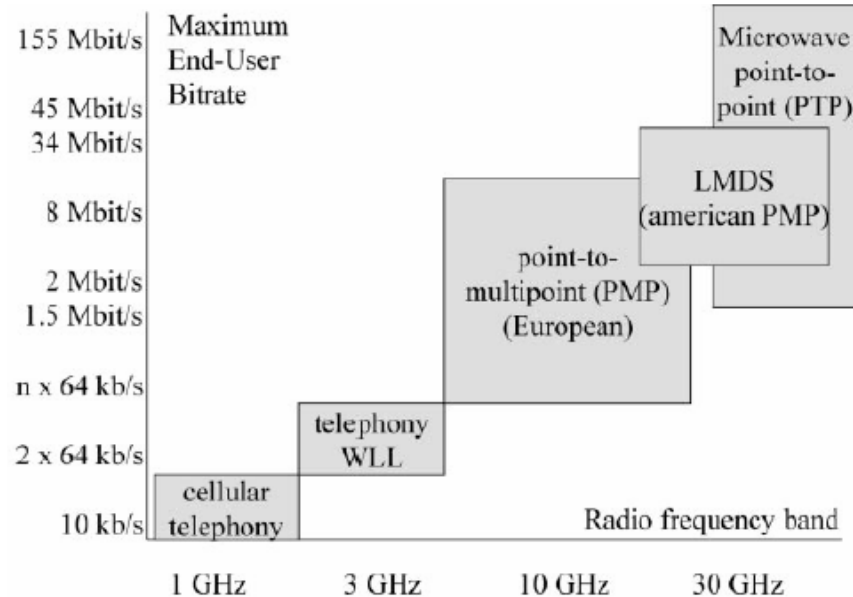 155 Mbit/s
45 Mbit/s
34 Mbit/s
8 Mbit/s
2 Mbit/s
1.5 Mbit/s
n x 64 kb/s
2 x 64 kb/s
10 kb/s
Maximum
End-User
Bitrate
Microwave
point-to-
point (PTP)
LMDS
(american PMP)
point-to-
multipoint (PMP)
(European)
telephony
WLL
cellular
telephony
Radio frequency band
1 GHz
3 GHz
10 GHz
30 GHz